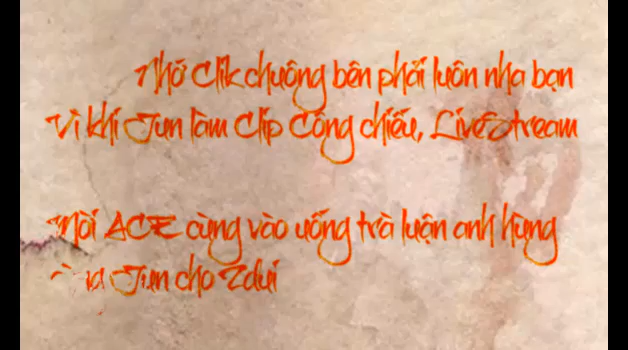 Nhớ Clik chuông bên phải luôn nha bạn
Vì khi Jun làm Clip Công chiếu, LiveStream
Mời ACE cùng vào uống trà luận anh hùng
Jun cho Zdui